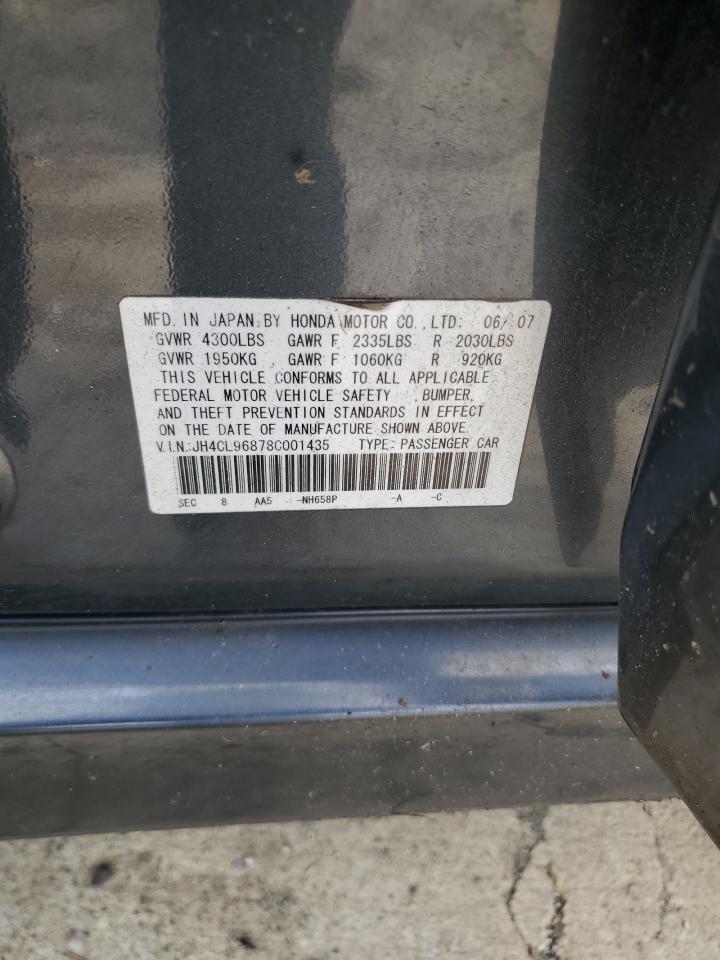 MFD. IN JAPAN BY HONDA MOTOR CO., LTD. 06/ 07
GVWR 4300LBS GAWR F 2335LBS R 2030LBS
GVWR 1950KG GAWR F 1060KG R 920KG
THIS VEHICLE CONFORMS TO ALL APPLICABLE
FEDERAL MOTOR VEHICLE SAFETY , BUMPER,
AND THEFT PREVENTION STANDARDS IN EFFECT
ON THE DATE OF MANUFACTURE SHOWN ABOVE.
V.I.N.:JH4CL96878C001435 TYPE: PASSENGER CAR
SEC 8 AA5 -NH658P -A -C